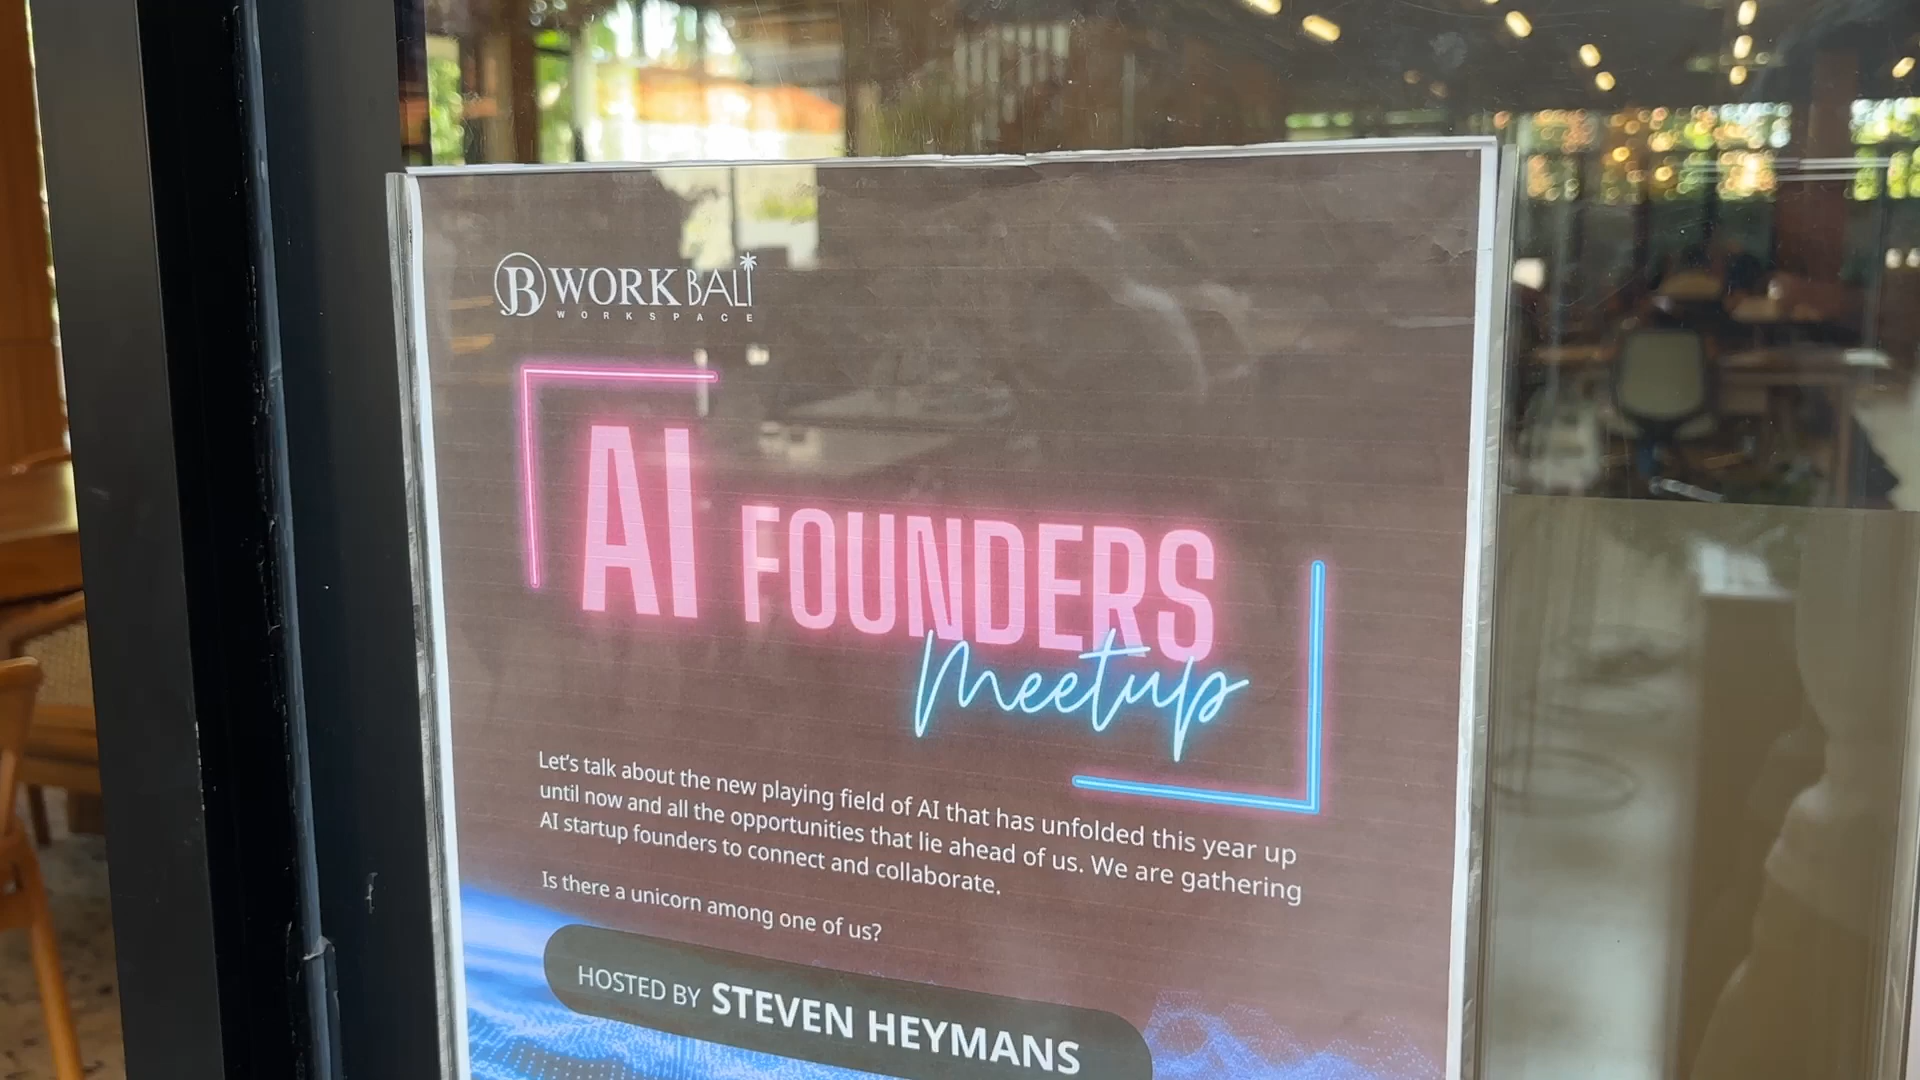 B WORK BALI
WORKSPACE
AI FOUNDERS
Meetup
Let's talk about the new playing field of AI that has unfolded this year up
until now and all the opportunities that lie ahead of us. We are gathering
AI startup founders to connect and collaborate.
Is there a unicorn among one of us?
HOSTED BY STEVEN HEYMANS